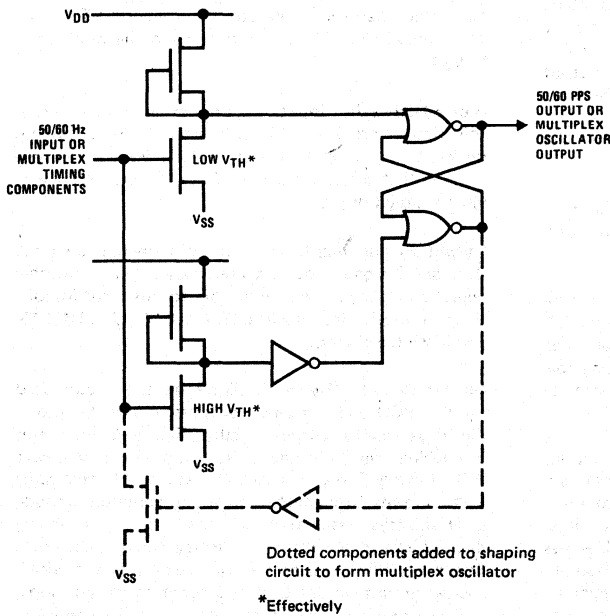 VDD
50/60 Hz
INPUT OR
MULTIPLEX
TIMING
COMPONENTS
LOW VTH*
VSS
50/60 PPS
OUTPUT OR
MULTIPLEX
OSCILLATOR
OUTPUT
HIGH VTH*
VSS
VSS
Dotted components added to shaping
circuit to form multiplex oscillator
*Effectively